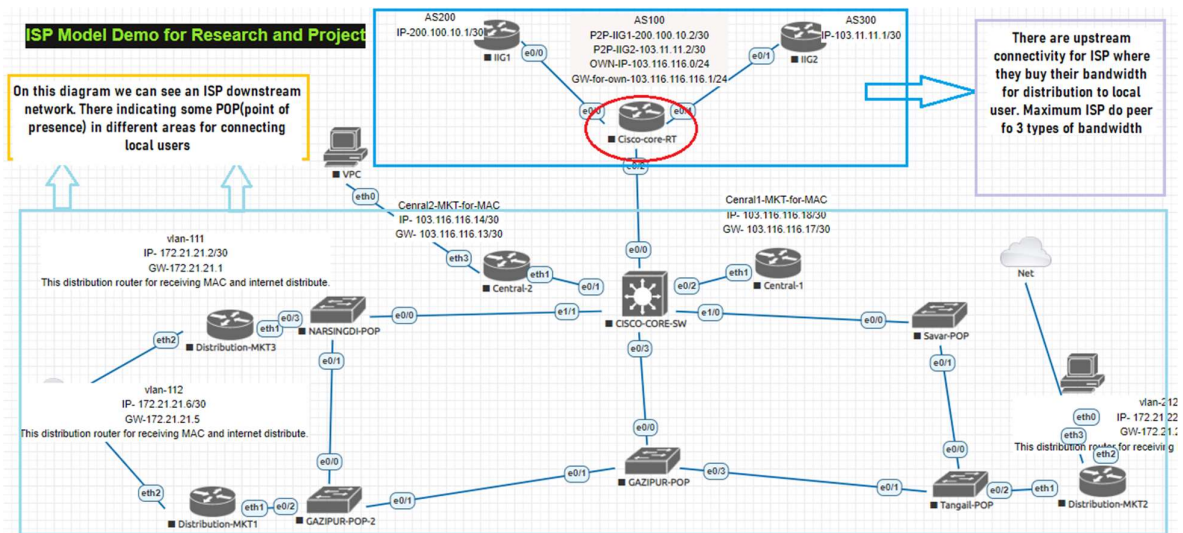 ISP Model Demo for Research and Project
AS200
IP-200.100.10.1/30
e0/0
IIG1
AS100
P2P-IIG1-200.100.10.2/30
P2P-IIG2-103.11.11.2/30
OWN-IP-103.116.116.0/24
GW-for-own-103.116.116.116.1/24
AS300
IP-103.11.11.1/30
e0/1
IIG2
e0/0
Cisco-core-RT
e0/2
There are upstream
connectivity for ISP where
they buy their bandwidth
for distribution to local
user. Maximum ISP do peer
fo 3 types of bandwidth
On this diagram we can see an ISP downstream
network. There indicating some POP(point of
presence) in different areas for connecting
local users
VPC
eth0
Cenral2-MKT-for-MAC
IP- 103.116.116.14/30
GW- 103.116.116.13/30
eth3
eth1
Central-2
e0/1
Cenral1-MKT-for-MAC
IP- 103.116.116.18/30
GW- 103.116.116.17/30
e0/0
e0/2
eth1
Central-1
CISCO-CORE-SW
e1/1
e1/0
e0/3
vlan-111
IP- 172.21.21.2/30
GW-172.21.21.1
This distribution router for receiving MAC and internet distribute.
eth2
Distribution-MKT3
eth1
e0/3
NARSINGDI-POP
e0/0
e0/1
Net
e0/0
Savar-POP
e0/1
vlan-112
IP- 172.21.21.6/30
GW-172.21.21.5
This distribution router for receiving MAC and internet distribute.
vlan-212
IP- 172.21.22
GW-172.21.2
This distribution router for receiving
eth0
eth3
eth2
eth2
Distribution-MKT1
eth1
e0/2
e0/0
GAZIPUR-POP-2
e0/1
e0/0
e0/1
GAZIPUR-POP
e0/3
e0/0
e0/1
Tangail-POP
e0/2
eth1
Distribution-MKT2